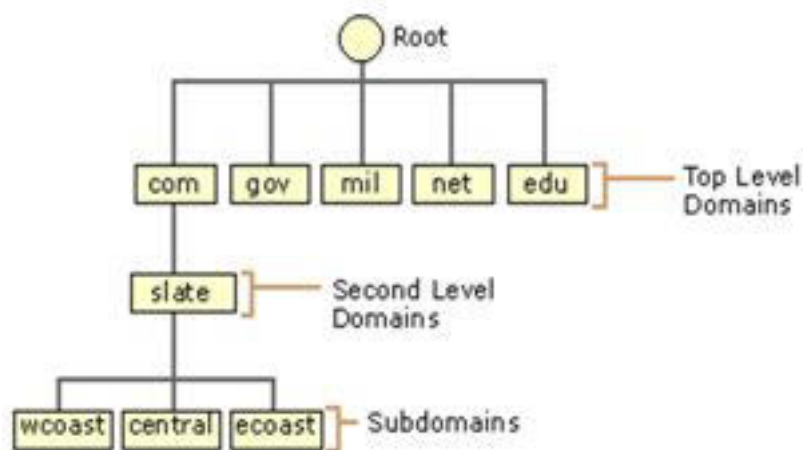 Root
com gov mil net edu
Top Level
Domains
slate
Second Level
Domains
wcoast central ecoast
Subdomains